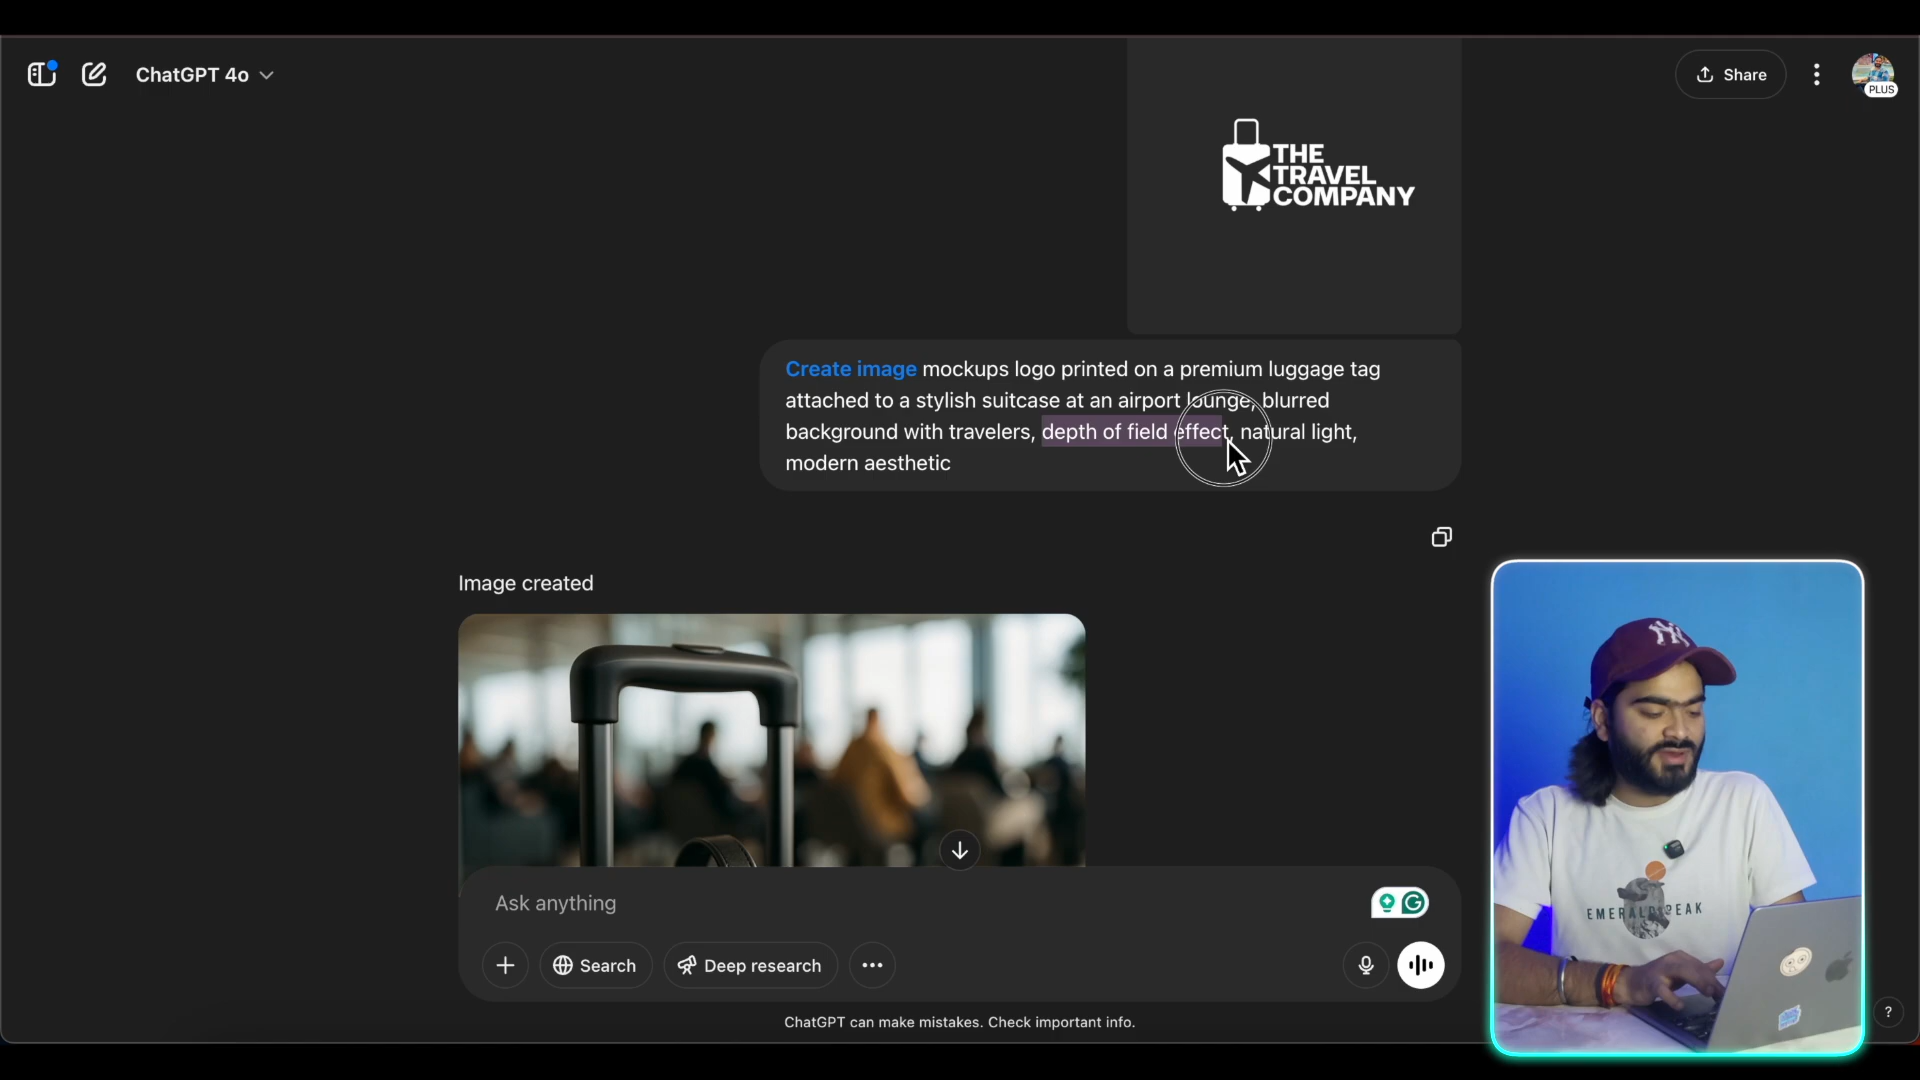 ChatGPT 4o
Share
PLUS
THE
TRAVEL
COMPANY
Create image mockups logo printed on a premium luggage tag
attached to a stylish suitcase at an airport lounge, blurred
background with travelers, depth of field effect, natural light,
modern aesthetic
Image created
Ask anything
Search
Deep research
ChatGPT can make mistakes. Check important info.
?
NY